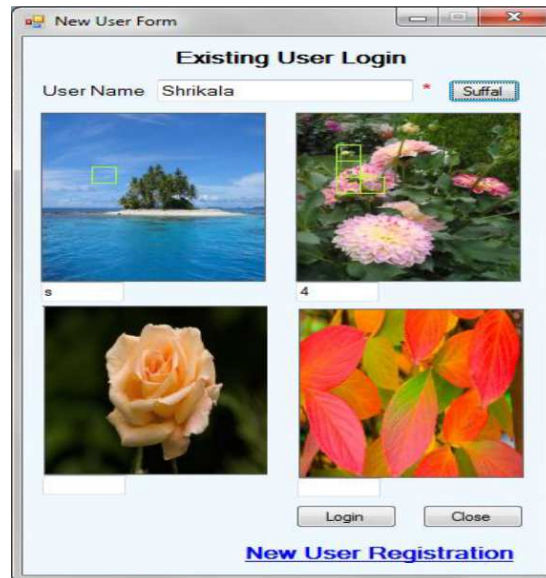 New User Form
Existing User Login
User Name Shrikala * Suffal
s 4
Login Close
New User Registration